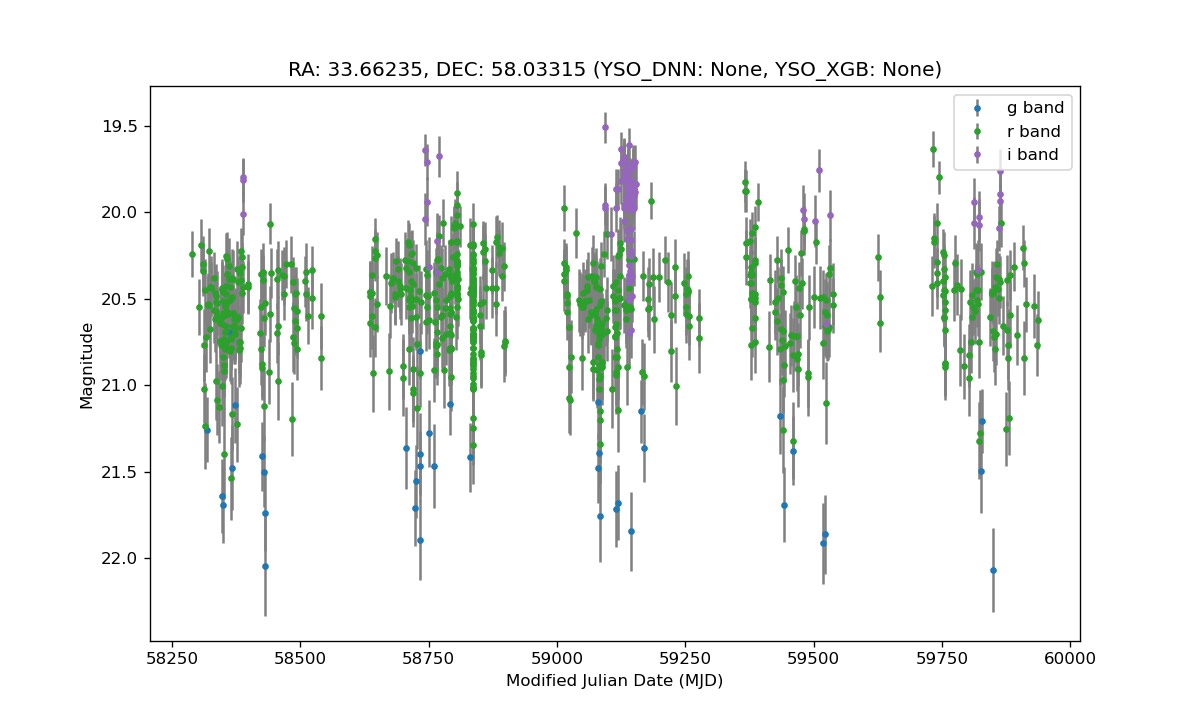 RA: 33.66235, DEC: 58.03315 (YSO_DNN: None, YSO_XGB: None)
g band
r band
i band
19.5
20.0
20.5
21.0
21.5
22.0
Magnitude
58250 58500 58750 59000 59250 59500 59750 60000
Modified Julian Date (MJD)